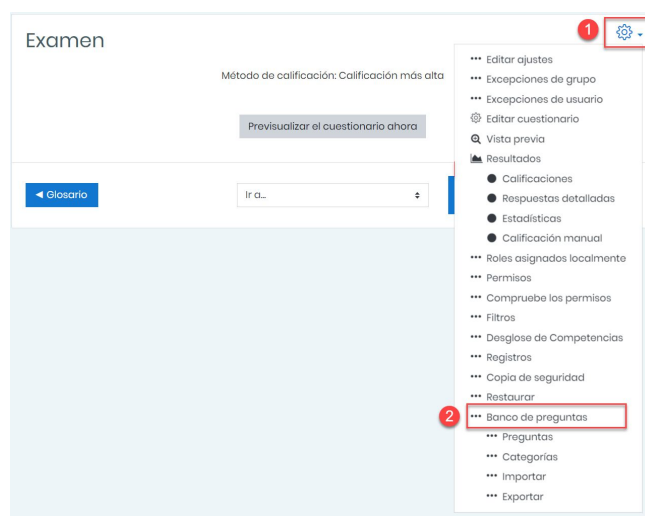 Examen
1
Método de calificación: Calificación más alta
Previsualizar el cuestionario ahora
◄ Glosario
Ir a...
Editar ajustes
Excepciones de grupo
Excepciones de usuario
Editar cuestionario
Vista previa
Resultados
Calificaciones
Respuestas detalladas
Estadísticas
Calificación manual
Roles asignados localmente
Permisos
Compruebe los permisos
Filtros
Desglose de Competencias
Registros
Copia de seguridad
Restaurar
2
Banco de preguntas
Preguntas
Categorías
Importar
Exportar